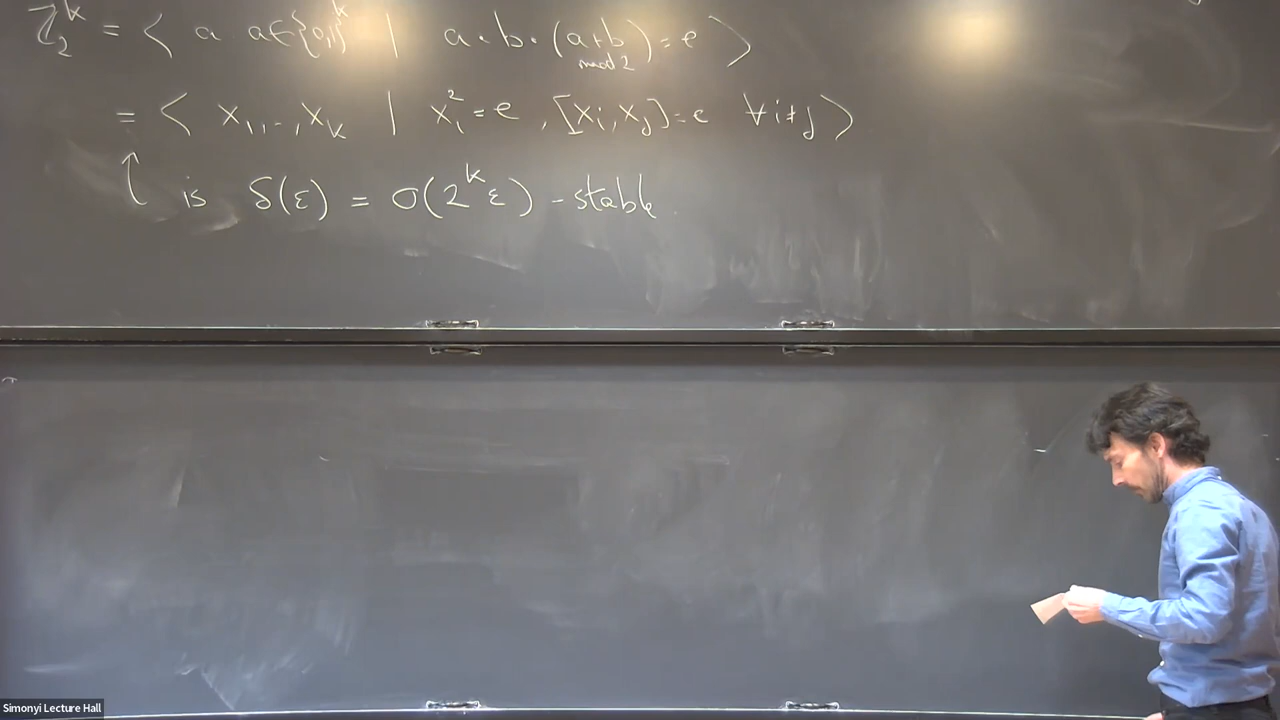 ℤ₂ᵏ = ⟨ a a∈{0,1}ᵏ | a·b·(a+b)=e ⟩
mod 2
= ⟨ x₁,–,xₖ | xᵢ²=e ,[xᵢ,xⱼ]=e ∀i≠j ⟩
↑ is δ(ε) = O(2ᵏε) – stable
Simonyi Lecture Hall